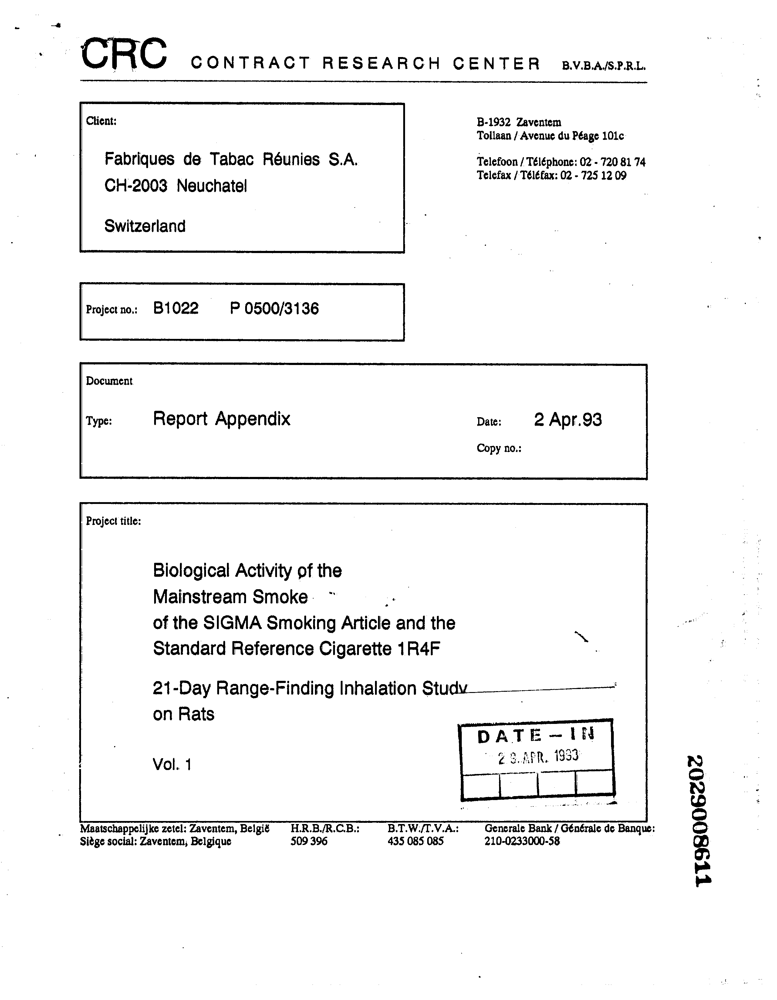 CRC CONTRACT RESEARCH CENTER B.V.B.A./S.P.R.L.
Client:
Fabriques de Tabac Réunies S.A.
CH-2003 Neuchatel
Switzerland
B-1932 Zaventem
Tollaan / Avenue du Péage 101c
Telefoon / Téléphone: 02 - 720 81 74
Telefax / Téléfax: 02 - 725 12 09
Project no.: B1022 P 0500/3136
Document
Type: Report Appendix
Date: 2 Apr.93
Copy no.:
Project title:
Biological Activity of the
Mainstream Smoke
of the SIGMA Smoking Article and the
Standard Reference Cigarette 1R4F
21-Day Range-Finding Inhalation Study
on Rats
Vol. 1
DATE - IN
APR. 1993
Maatschappelijke zetel: Zaventem, België H.R.B./R.C.B.: B.T.W./T.V.A.: Generale Bank / Générale de Banque:
Siège social: Zaventem, Belgique 509 396 435 085 085 210-0233000-58
2029008611